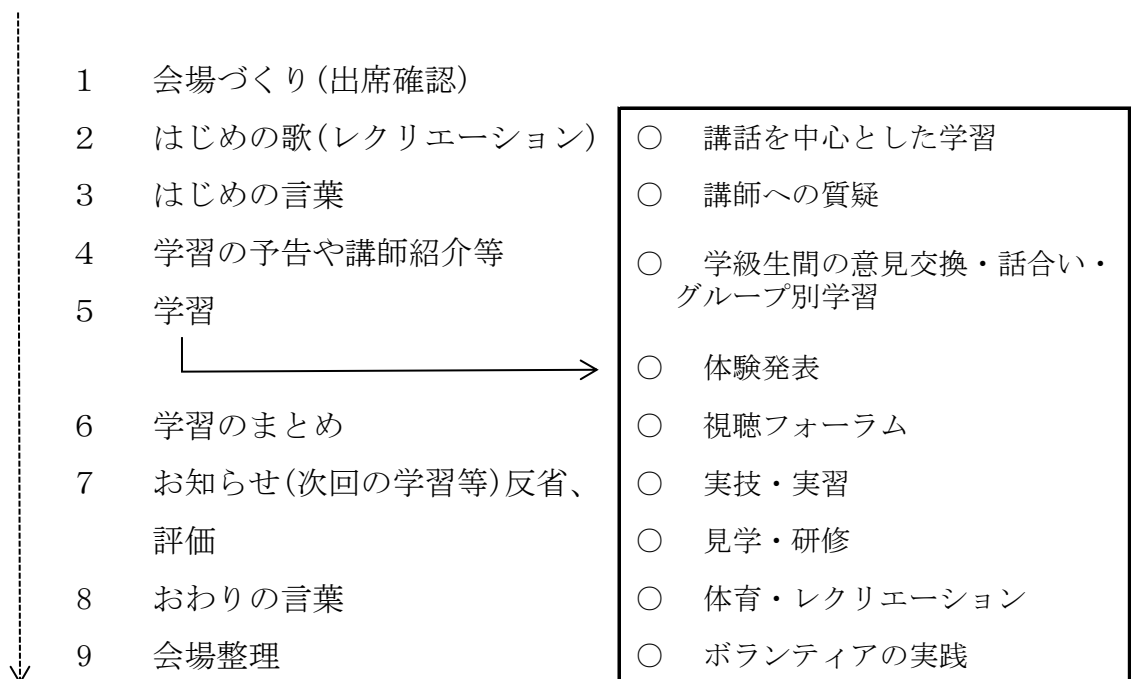 1 会場づくり(出席確認)
2 はじめの歌(レクリエーション)
3 はじめの言葉
4 学習の予告や講師紹介等
5 学習
6 学習のまとめ
7 お知らせ(次回の学習等)反省、
評価
8 おわりの言葉
9 会場整理
○ 講話を中心とした学習
○ 講師への質疑
○ 学級生間の意見交換・話合い・
グループ別学習
○ 体験発表
○ 視聴フォーラム
○ 実技・実習
○ 見学・研修
○ 体育・レクリエーション
○ ボランティアの実践